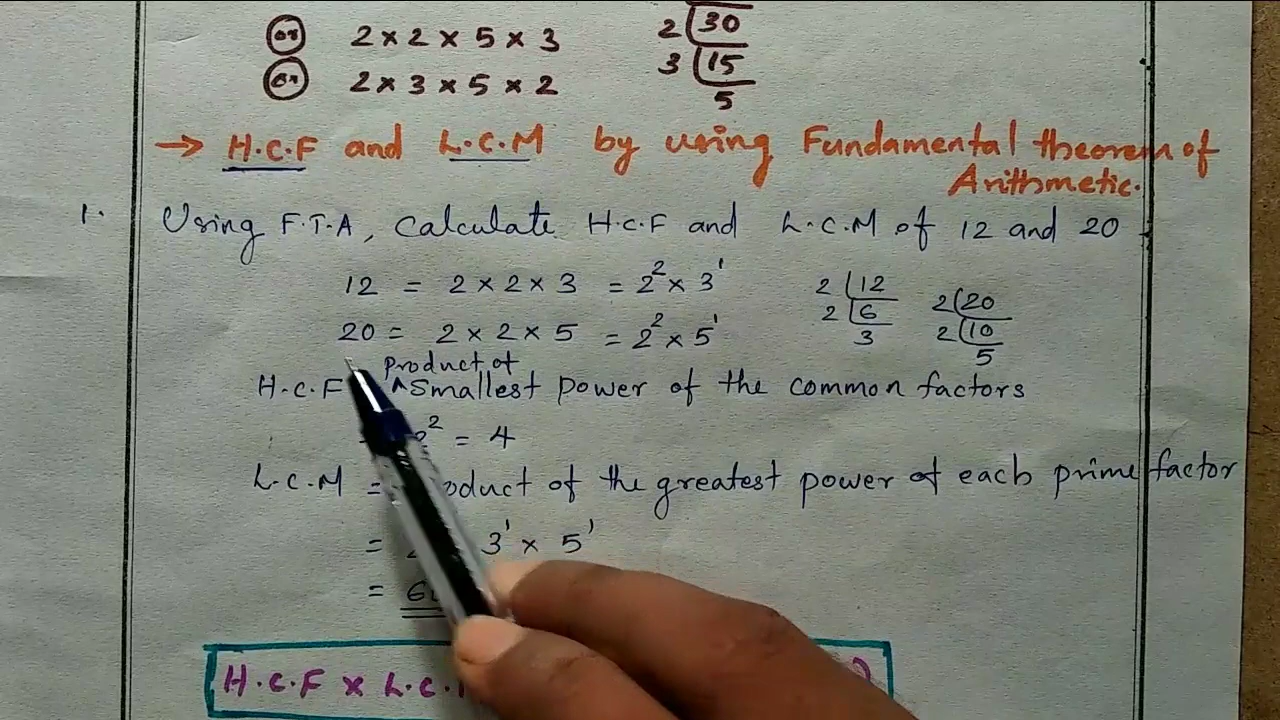 (or) 2 × 2 × 5 × 3
(or) 2 × 3 × 5 × 2
2 30
3 15
5
→ H.C.F and L.C.M by using Fundamental theorem of
Arithmetic.
1. Using F.T.A, calculate H.C.F and L.C.M of 12 and 20
12 = 2 × 2 × 3 = 2² × 3¹
20 = 2 × 2 × 5 = 2² × 5¹
2 12
2 6
3
2 20
2 10
5
product of
H.C.F ^ Smallest power of the common factors
2² = 4
L.C.M = of the greatest power of each prime factor
= 3¹ × 5¹
=
H.C.F ×